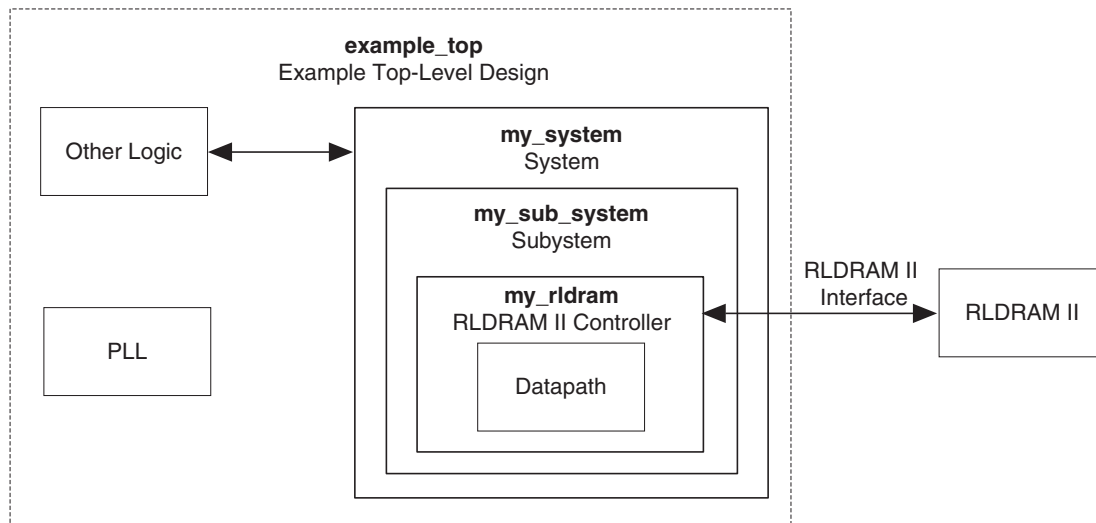 example_top
Example Top-Level Design
Other Logic
my_system
System
my_sub_system
Subystem
my_rldram
RLDRAM II Controller
Datapath
PLL
RLDRAM II
Interface
RLDRAM II